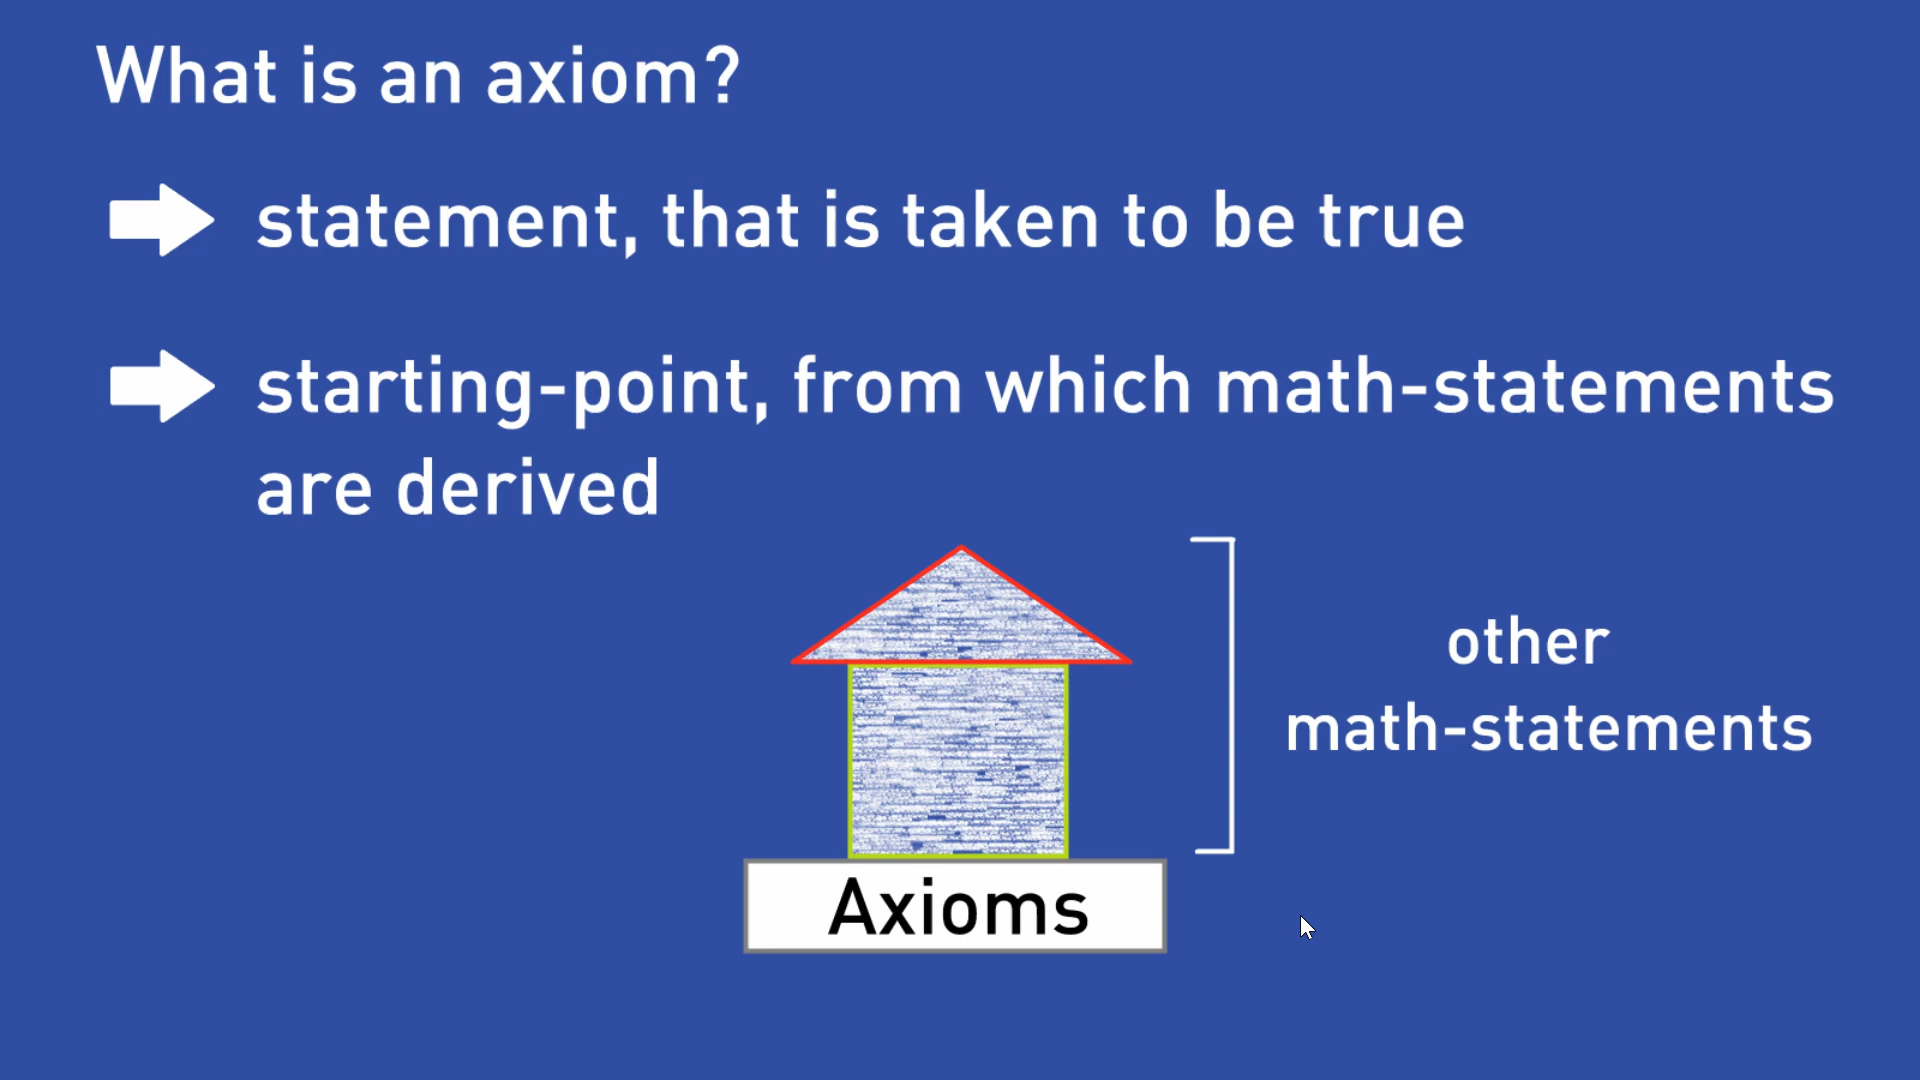 What is an axiom?
statement, that is taken to be true
starting-point, from which math-statements
are derived
other
math-statements
Axioms